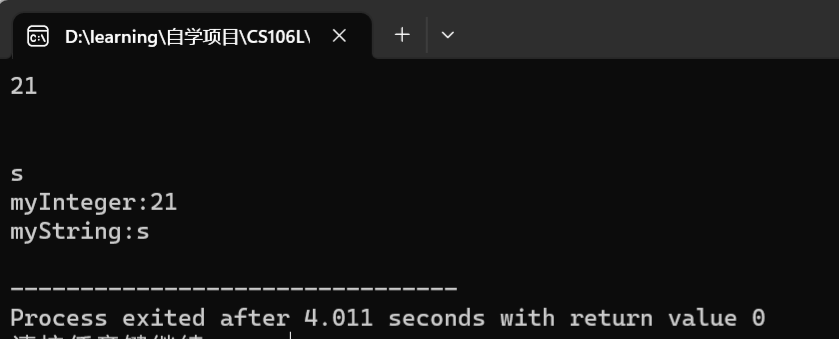 D:\learning\自学项目\CS106L\
21
s
myInteger:21
myString:s
--------------------------------
Process exited after 4.011 seconds with return value 0